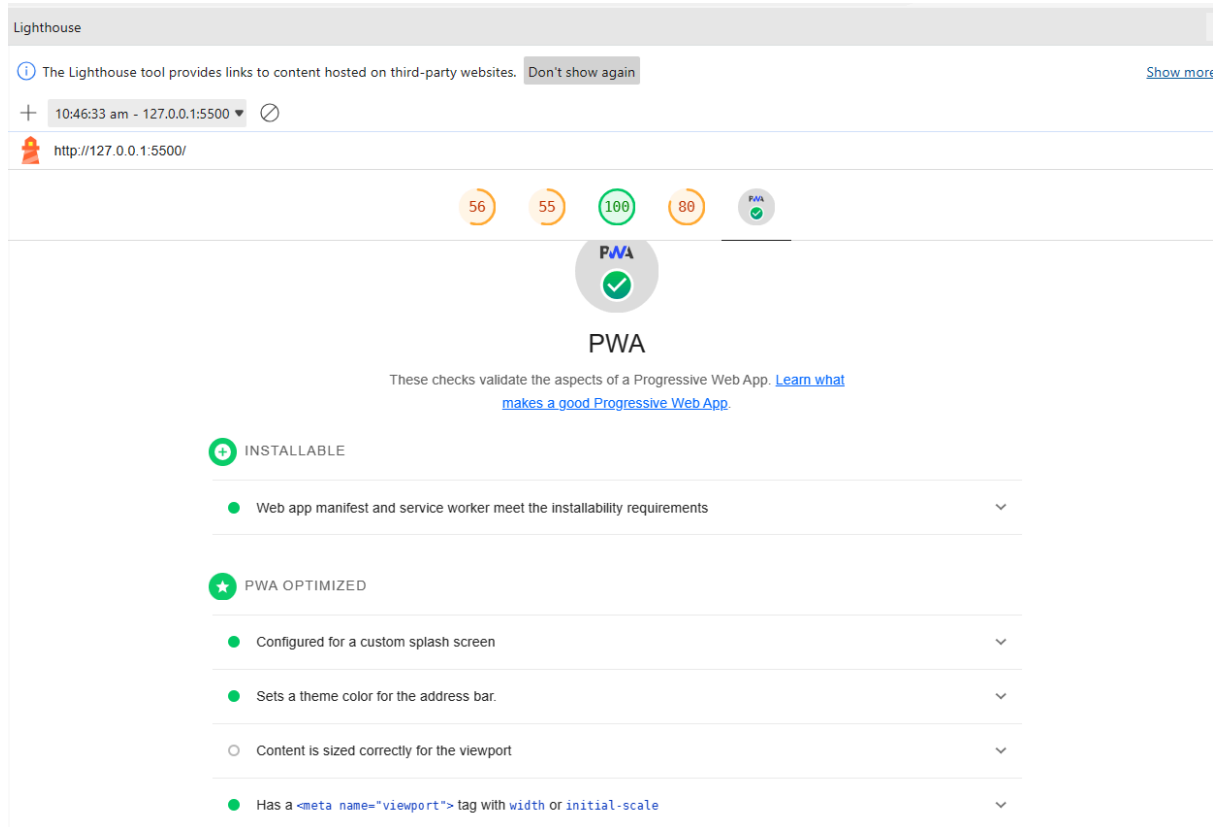 Lighthouse
The Lighthouse tool provides links to content hosted on third-party websites. Don't show again Show more
10:46:33 am - 127.0.0.1:5500
http://127.0.0.1:5500/
56 55 100 80 PWA
PWA
PWA
These checks validate the aspects of a Progressive Web App. Learn what
makes a good Progressive Web App.
INSTALLABLE
Web app manifest and service worker meet the installability requirements
PWA OPTIMIZED
Configured for a custom splash screen
Sets a theme color for the address bar.
Content is sized correctly for the viewport
Has a <meta name="viewport"> tag with width or initial-scale